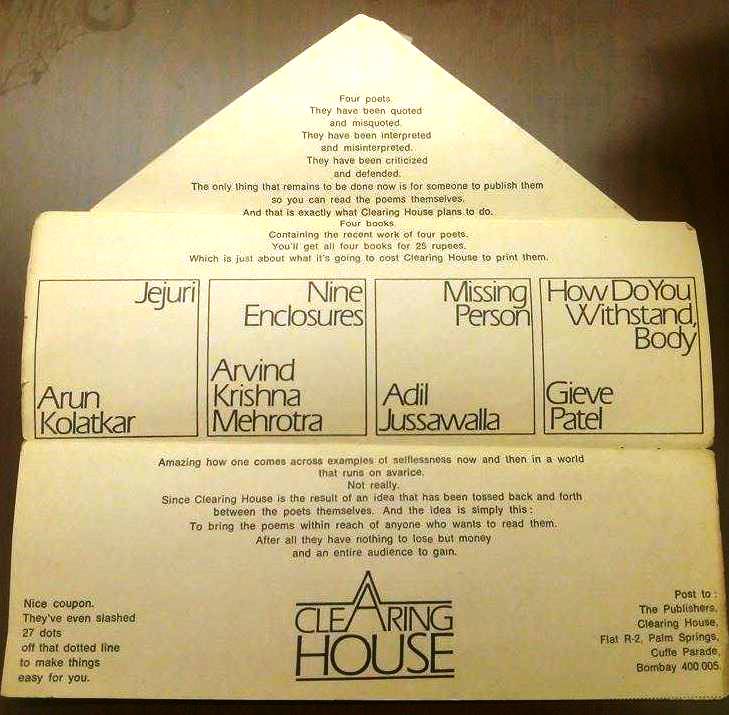 Four poets.
They have been quoted
and misquoted.
They have been interpreted
and misinterpreted.
They have been criticized
and defended.
The only thing that remains to be done now is for someone to publish them
so you can read the poems themselves.
And that is exactly what Clearing House plans to do.
Four books.
Containing the recent work of four poets.
You'll get all four books for 25 rupees.
Which is just about what it's going to cost Clearing House to print them.
Jejuri
Arun
Kolatkar
Nine
Enclosures
Arvind
Krishna
Mehrotra
Missing
Person
Adil
Jussawalla
How Do You
Withstand,
Body
Gieve
Patel
Amazing how one comes across examples of selflessness now and then in a world
that runs on avarice.
Not really.
Since Clearing House is the result of an idea that has been tossed back and forth
between the poets themselves. And the idea is simply this :
To bring the poems within reach of anyone who wants to read them.
After all they have nothing to lose but money
and an entire audience to gain.
Nice coupon.
They've even slashed
27 dots
off that dotted line
to make things
easy for you.
CLEARING
HOUSE
Post to :
The Publishers,
Clearing House,
Flat R-2, Palm Springs,
Cuffe Parade,
Bombay 400 005.